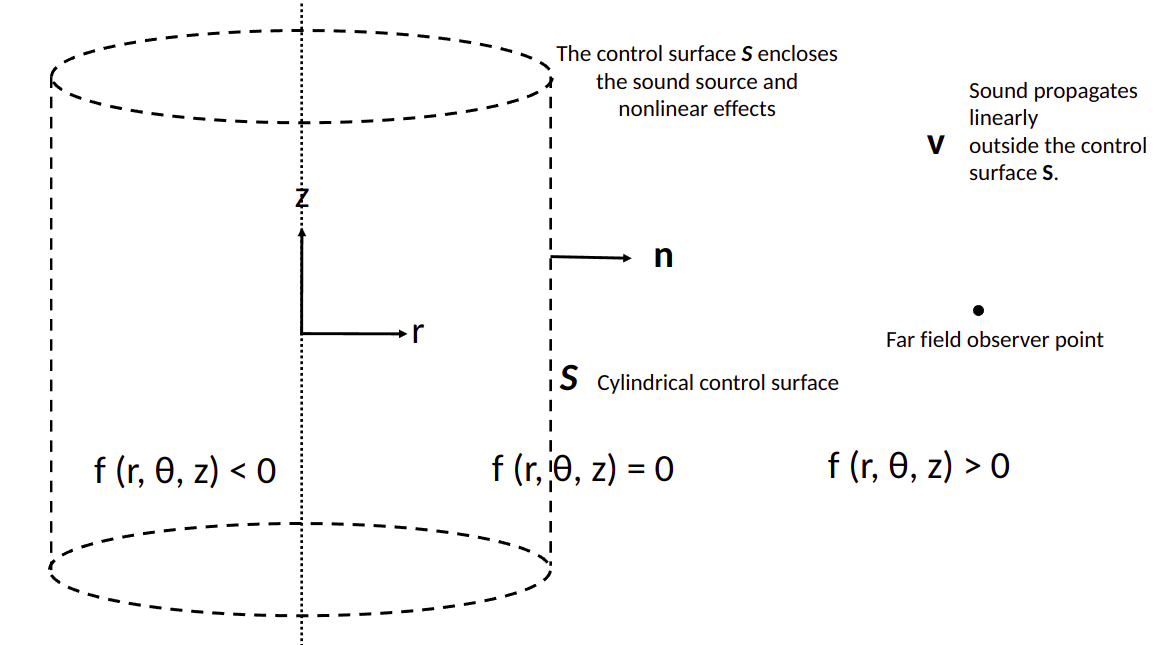 The control surface S encloses
the sound source and
nonlinear effects
Sound propagates
linearly
V outside the control
surface S.
z
n
r
Far field observer point
S Cylindrical control surface
f (r, θ, z) < 0
f (r, θ, z) = 0
f (r, θ, z) > 0